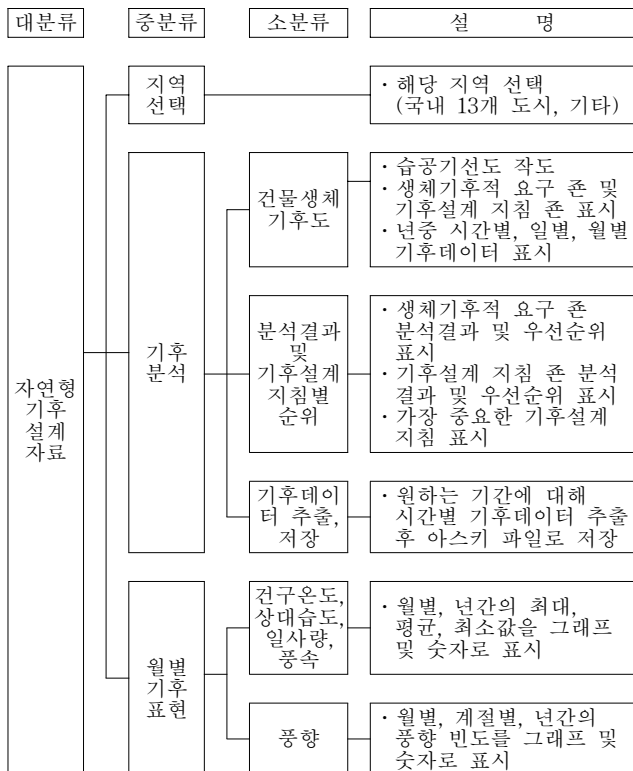 대분류
중분류
소분류
설 명
자연형
기후
설계
자료
지역
선택
· 해당 지역 선택
(국내 13개 도시, 기타)
기후
분석
건물생체
기후도
· 습공기선도 작도
· 생체기후적 요구 존 및
기후설계 지침 존 표시
· 년중 시간별, 일별, 월별
기후데이터 표시
분석결과
및
기후설계
지침별
순위
· 생체기후적 요구 존
분석결과 및 우선순위
표시
· 기후설계 지침 존 분석
결과 및 우선순위 표시
· 가장 중요한 기후설계
지침 표시
기후데이
터 추출,
저장
· 원하는 기간에 대해
시간별 기후데이터 추출
후 아스키 파일로 저장
월별
기후
표현
건구온도,
상대습도,
일사량,
풍속
· 월별, 년간의 최대,
평균, 최소값을 그래프
및 숫자로 표시
풍향
· 월별, 계절별, 년간의
풍향 빈도를 그래프 및
숫자로 표시